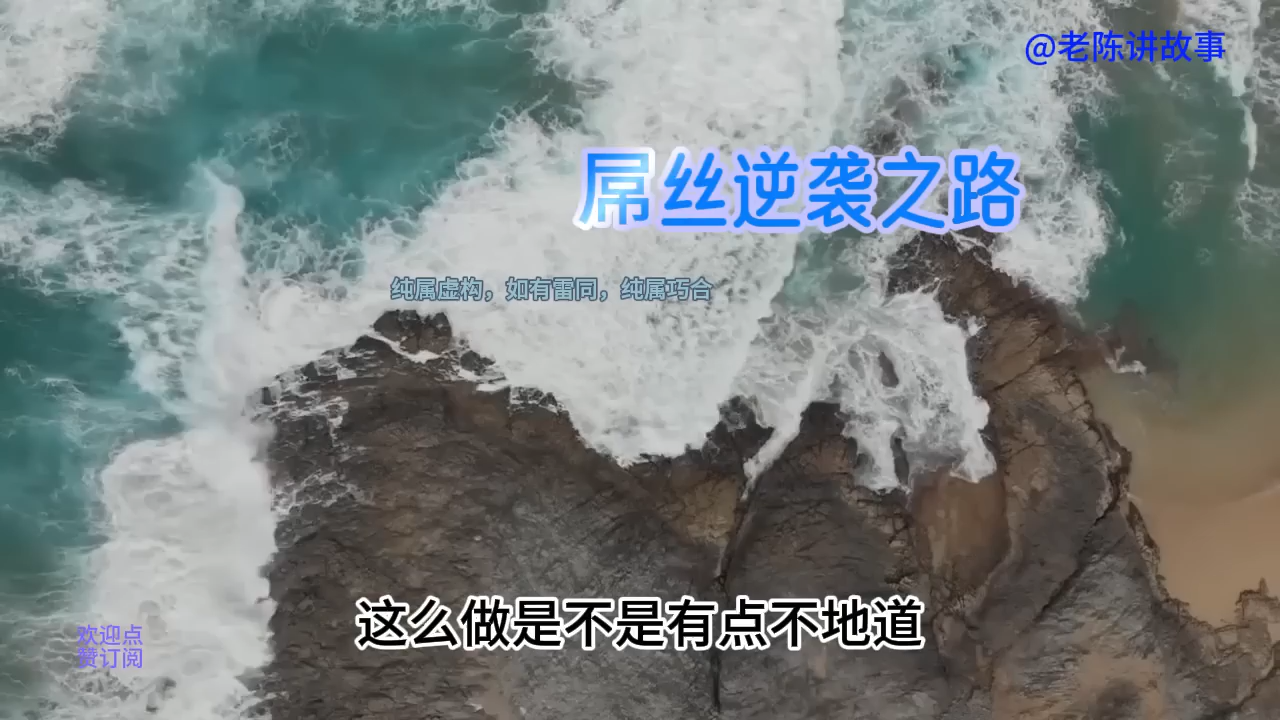 @老陈讲故事
屌丝逆袭之路
纯属虚构，如有雷同，纯属巧合
这么做是不是有点不地道
欢迎点
赞订阅